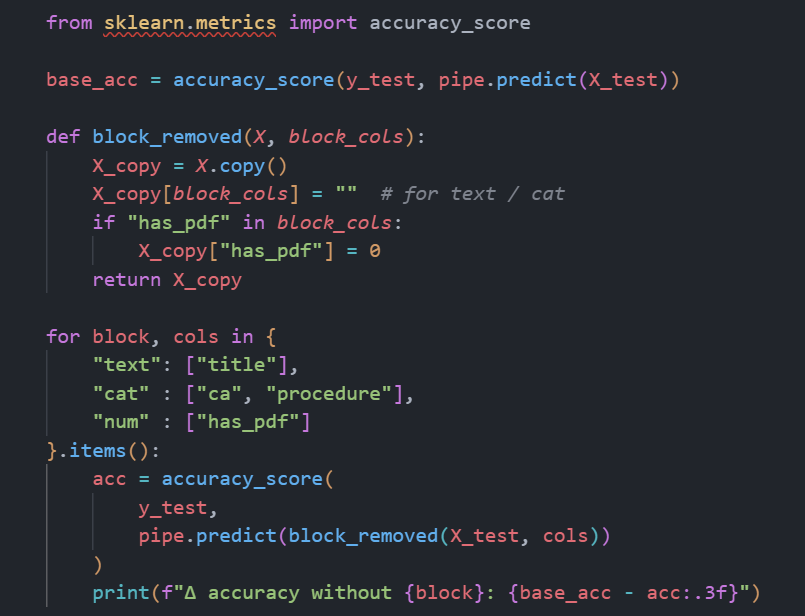 from sklearn.metrics import accuracy_score
base_acc = accuracy_score(y_test, pipe.predict(X_test))
def block_removed(X, block_cols):
    X_copy = X.copy()
    X_copy[block_cols] = ""  # for text / cat
    if "has_pdf" in block_cols:
        X_copy["has_pdf"] = 0
    return X_copy
for block, cols in {
    "text": ["title"],
    "cat" : ["ca", "procedure"],
    "num" : ["has_pdf"]
}.items():
    acc = accuracy_score(
        y_test,
        pipe.predict(block_removed(X_test, cols))
    )
    print(f"Δ accuracy without {block}: {base_acc - acc:.3f}")